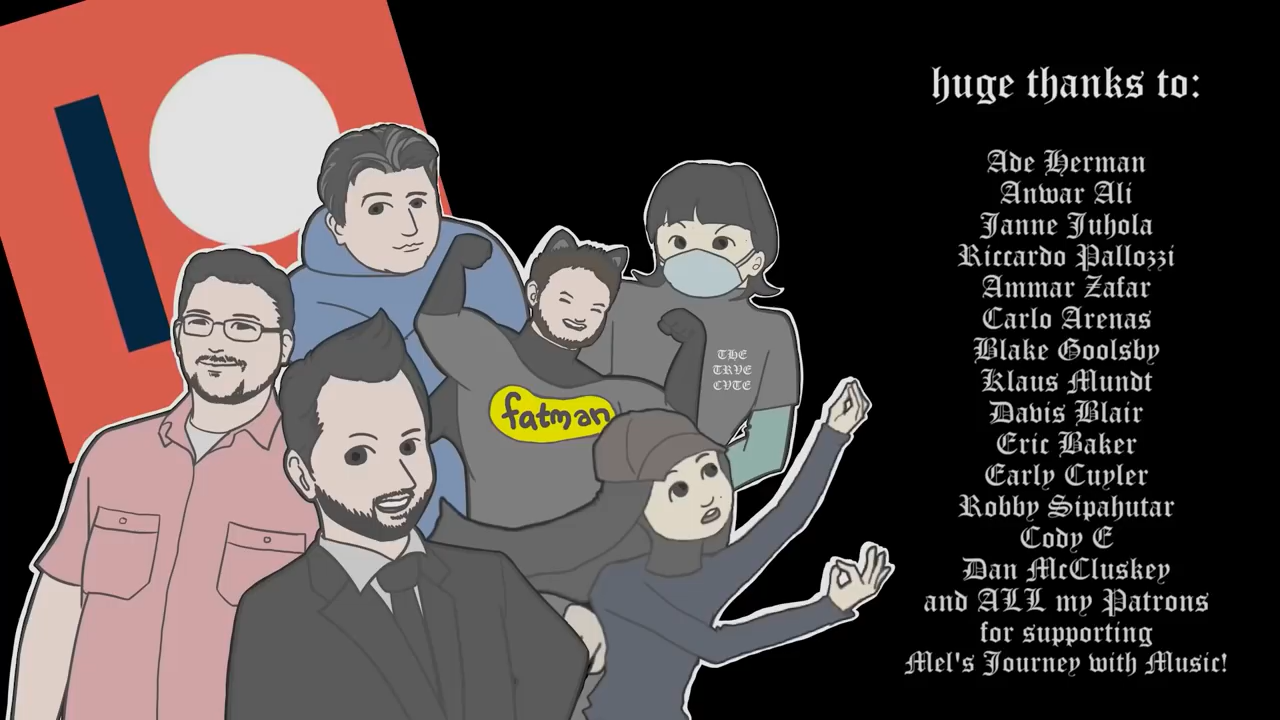 huge thanks to:
Ade Herman
Anwar Ali
Janne Juhola
Riccardo Pallozzi
Ammar Zafar
Carlo Arenas
Blake Goolsby
Klaus Mundt
Davis Blair
Eric Baker
Early Cuyler
Robby Sipahutar
Cody E
Dan McCluskey
and ALL my Patrons
for supporting
Mel's Journey with Music!
THE
TRVE
CVTE
fatman